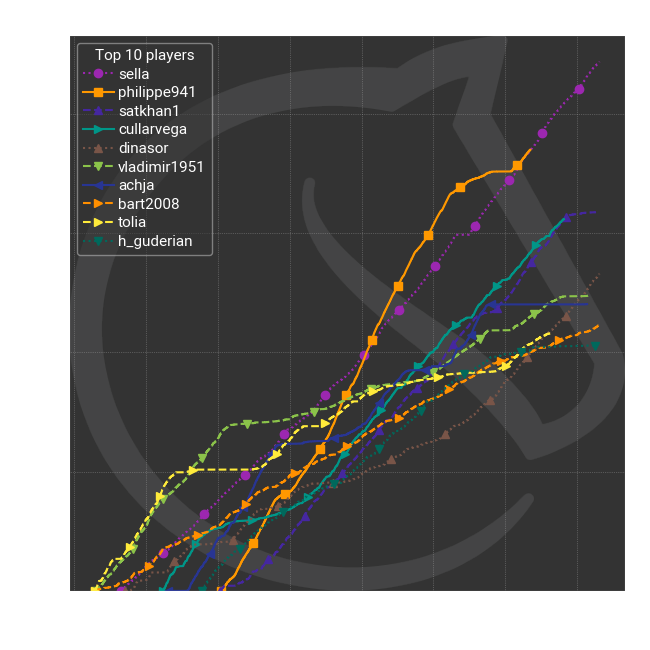 Top 10 players
sella
philippe941
satkhan1
cullarvega
dinasor
vladimir1951
achja
bart2008
tolia
h_guderian